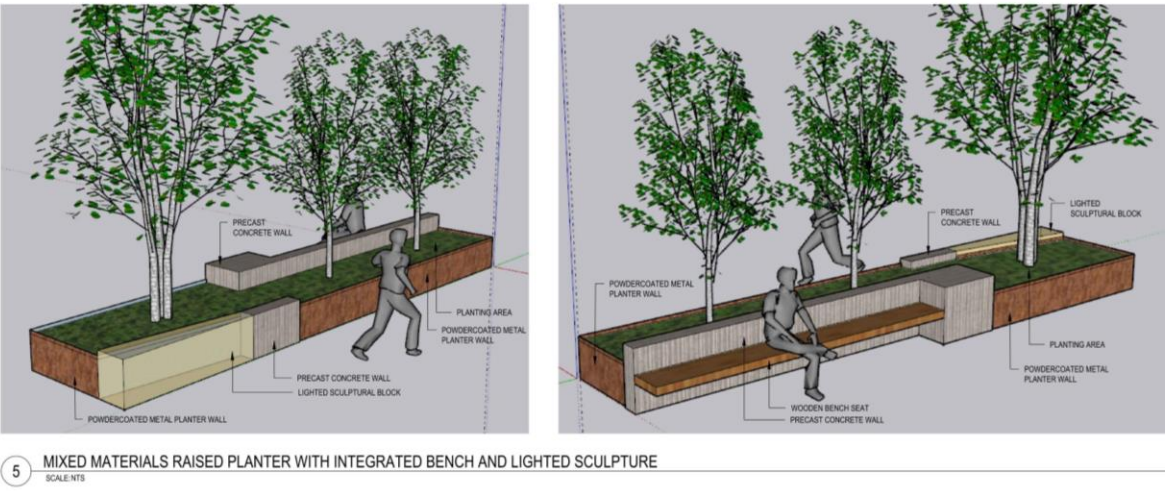 PRECAST
CONCRETE WALL
PLANTING AREA
POWDERCOATED METAL
PLANTER WALL
PRECAST CONCRETE WALL
LIGHTED SCULPTURAL BLOCK
POWDERCOATED METAL PLANTER WALL
LIGHTED
SCULPTURAL BLOCK
PRECAST
CONCRETE WALL
POWDERCOATED METAL
PLANTER WALL
PLANTING AREA
POWDERCOATED METAL
PLANTER WALL
WOODEN BENCH SEAT
PRECAST CONCRETE WALL
5 MIXED MATERIALS RAISED PLANTER WITH INTEGRATED BENCH AND LIGHTED SCULPTURE
SCALE:NTS